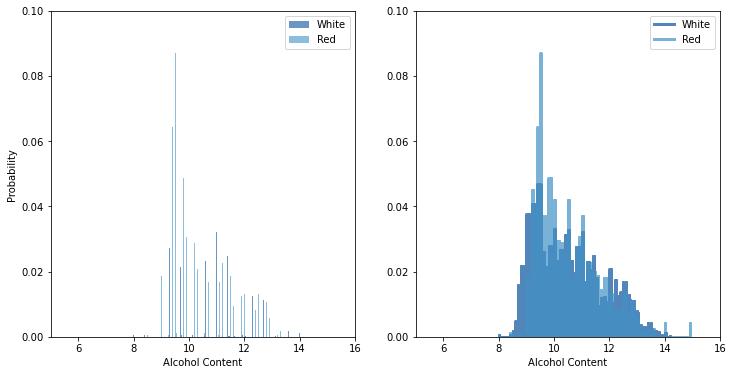 White
Red
0.10
0.08
0.06
0.04
0.02
0.00
Probability
6 8 10 12 14 16
Alcohol Content
White
Red
0.10
0.08
0.06
0.04
0.02
0.00
6 8 10 12 14 16
Alcohol Content